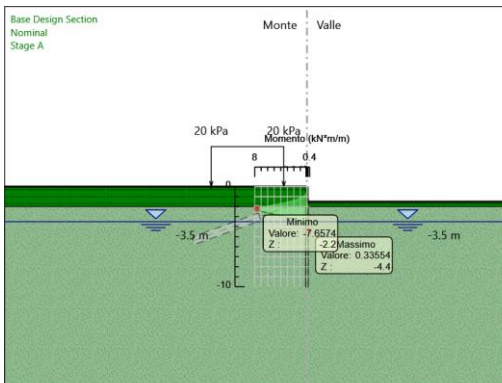 Base Design Section
Nominal
Stage A
Monte Valle
20 kPa 20 kPa
Momento (kN*m/m)
8 0.4
0
-3.5 m
-3.5 m
-10
Minimo
Valore: -7.6574
Z : -2.2
Massimo
Valore: 0.33554
Z : -4.4